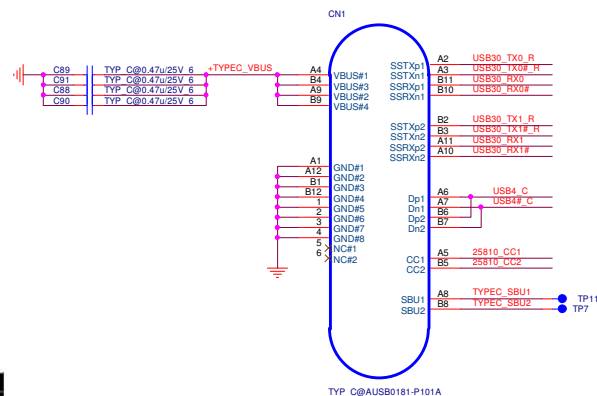 CN1
C89 TYP_C@0.47u/25V_6 +TYPEC_VBUS
C91 TYP_C@0.47u/25V_6
C88 TYP_C@0.47u/25V_6
C90 TYP_C@0.47u/25V_6
A4 VBUS#1
B4 VBUS#3
A9 VBUS#2
B9 VBUS#4
SSTXp1 A2 USB30_TX0_R
SSTXn1 A3 USB30_TX0#_R
SSRXp1 B11 USB30_RX0
SSRXn1 B10 USB30_RX0#
SSTXp2 B2 USB30_TX1_R
SSTXn2 B3 USB30_TX1#_R
SSRXp2 A11 USB30_RX1
SSRXn2 A10 USB30_RX1#
A1 GND#1
A12 GND#2
B1 GND#3
B12 GND#4
1 GND#5
2 GND#6
3 GND#7
4 GND#8
5 NC#1
6 NC#2
Dp1 A6 USB4_C
Dn1 A7 USB4#_C
Dp2 B6
Dn2 B7
CC1 A5 25810_CC1
CC2 B5 25810_CC2
SBU1 A8 TYPEC_SBU1 TP11
SBU2 B8 TYPEC_SBU2 TP7
TYP_C@AUSB0181-P101A